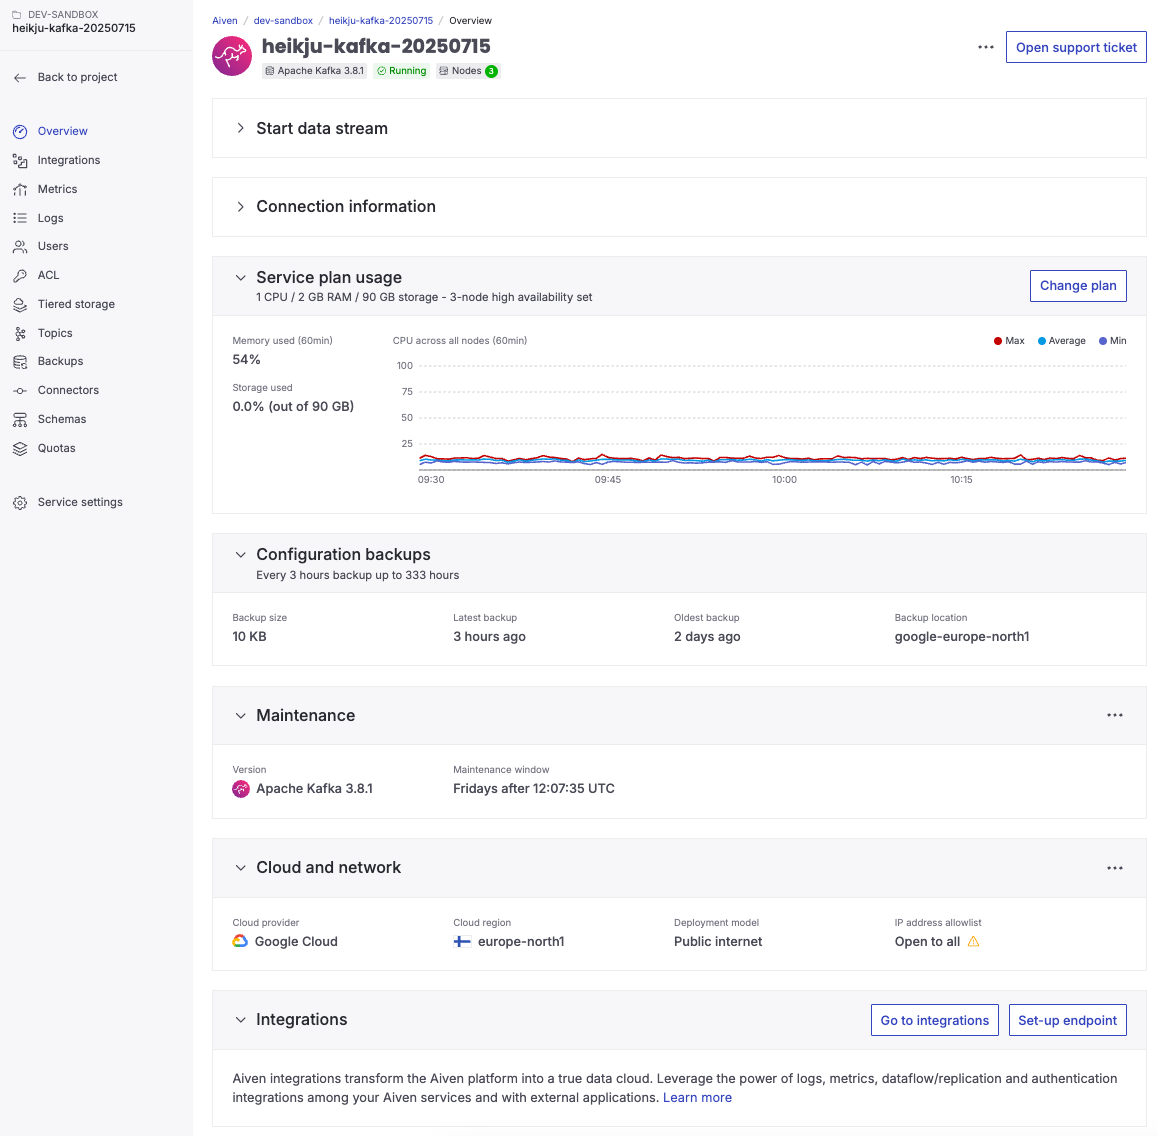 DEV-SANDBOX
heikju-kafka-20250715
Back to project
Overview
Integrations
Metrics
Logs
Users
ACL
Tiered storage
Topics
Backups
Connectors
Schemas
Quotas
Service settings
Aiven / dev-sandbox / heikju-kafka-20250715 / Overview
heikju-kafka-20250715
Apache Kafka 3.8.1 Running Nodes 3
Open support ticket
Start data stream
Connection information
Service plan usage
1 CPU / 2 GB RAM / 90 GB storage - 3-node high availability set
Change plan
Memory used (60min)
54%
Storage used
0.0% (out of 90 GB)
CPU across all nodes (60min)
Max Average Min
100
75
50
25
09:30 09:45 10:00 10:15
Configuration backups
Every 3 hours backup up to 333 hours
Backup size Latest backup Oldest backup Backup location
10 KB 3 hours ago 2 days ago google-europe-north1
Maintenance
Version Maintenance window
Apache Kafka 3.8.1 Fridays after 12:07:35 UTC
Cloud and network
Cloud provider Cloud region Deployment model IP address allowlist
Google Cloud europe-north1 Public internet Open to all
Integrations
Go to integrations Set-up endpoint
Aiven integrations transform the Aiven platform into a true data cloud. Leverage the power of logs, metrics, dataflow/replication and authentication
integrations among your Aiven services and with external applications. Learn more